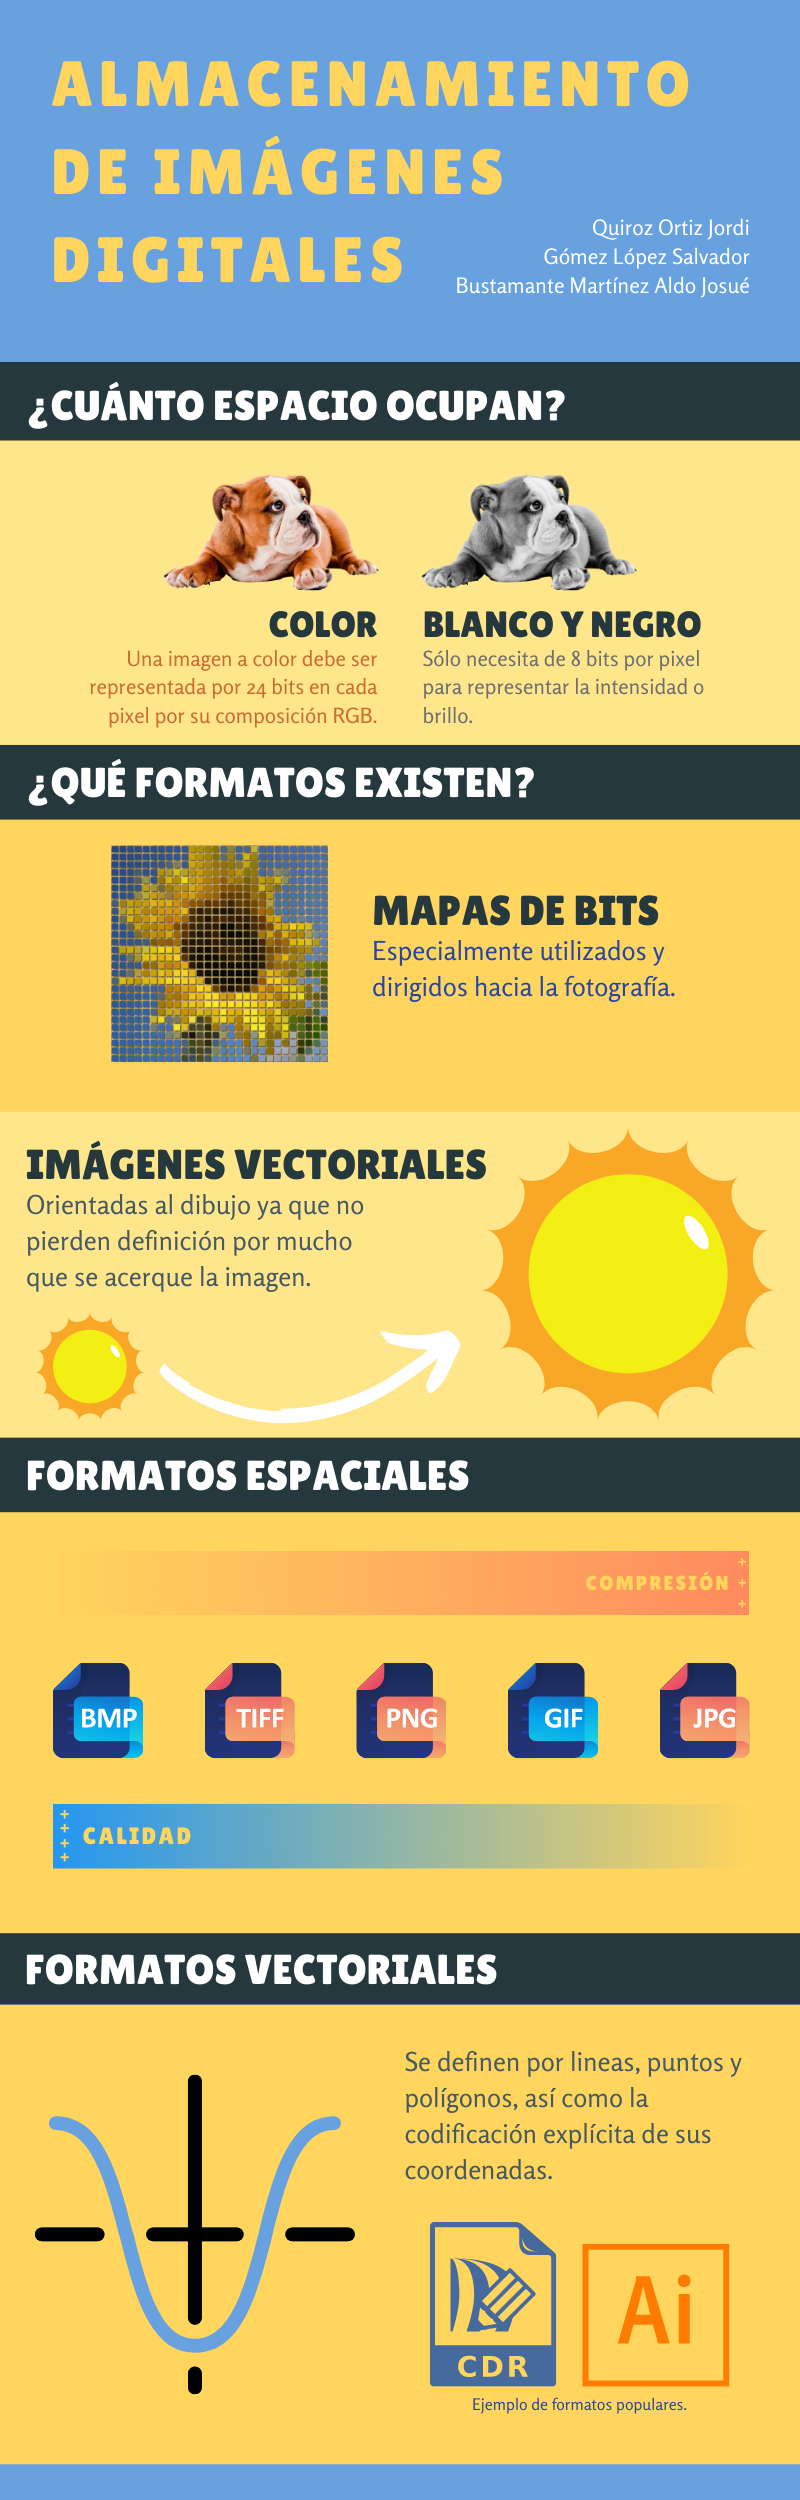 ALMACENAMIENTO
DE IMÁGENES
DIGITALES
Quiroz Ortiz Jordi
Gómez López Salvador
Bustamante Martínez Aldo Josué
¿CUÁNTO ESPACIO OCUPAN?
COLOR
Una imagen a color debe ser
representada por 24 bits en cada
pixel por su composición RGB.
BLANCO Y NEGRO
Sólo necesita de 8 bits por pixel
para representar la intensidad o
brillo.
¿QUÉ FORMATOS EXISTEN?
MAPAS DE BITS
Especialmente utilizados y
dirigidos hacia la fotografía.
IMÁGENES VECTORIALES
Orientadas al dibujo ya que no
pierden definición por mucho
que se acerque la imagen.
FORMATOS ESPACIALES
COMPRESIÓN
+
+
+
BMP
TIFF
PNG
GIF
JPG
+
+
+
+
CALIDAD
FORMATOS VECTORIALES
Se definen por lineas, puntos y
polígonos, así como la
codificación explícita de sus
coordenadas.
CDR
Ai
Ejemplo de formatos populares.